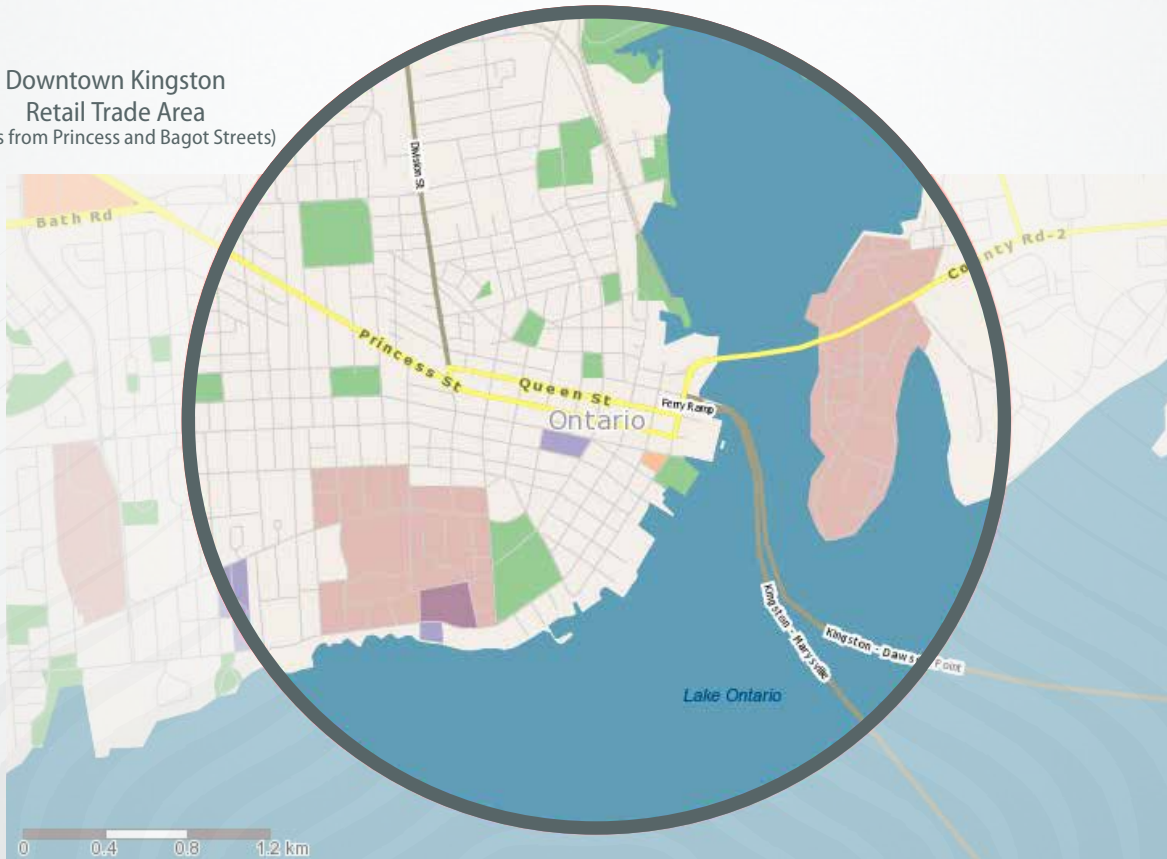 Downtown Kingston
Retail Trade Area
s from Princess and Bagot Streets)
Division St
Bath Rd
County Rd-2
Princess St
Queen St
Ferry Ramp
Ontario
Kingston - Marysville
Kingston - Dawson Point
Lake Ontario
0 0.4 0.8 1.2 km